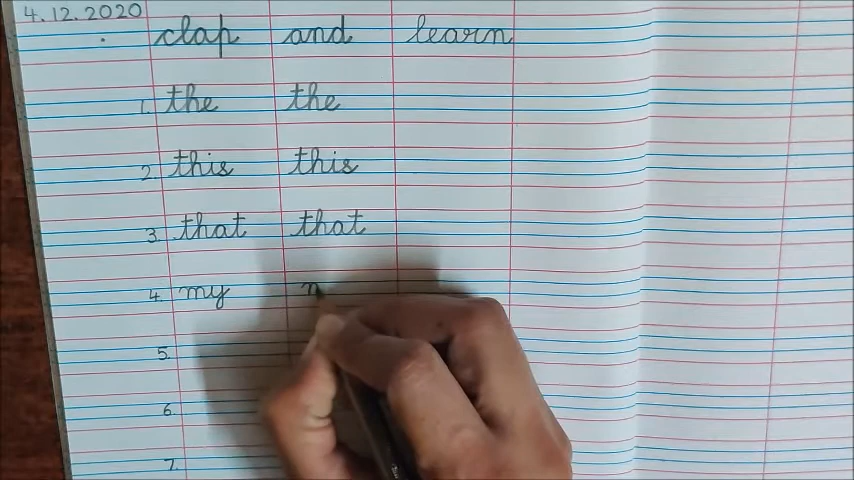 4.12.2020
clap and learn
1. the the
2. this this
3. that that
4. my
5.
6.
7.